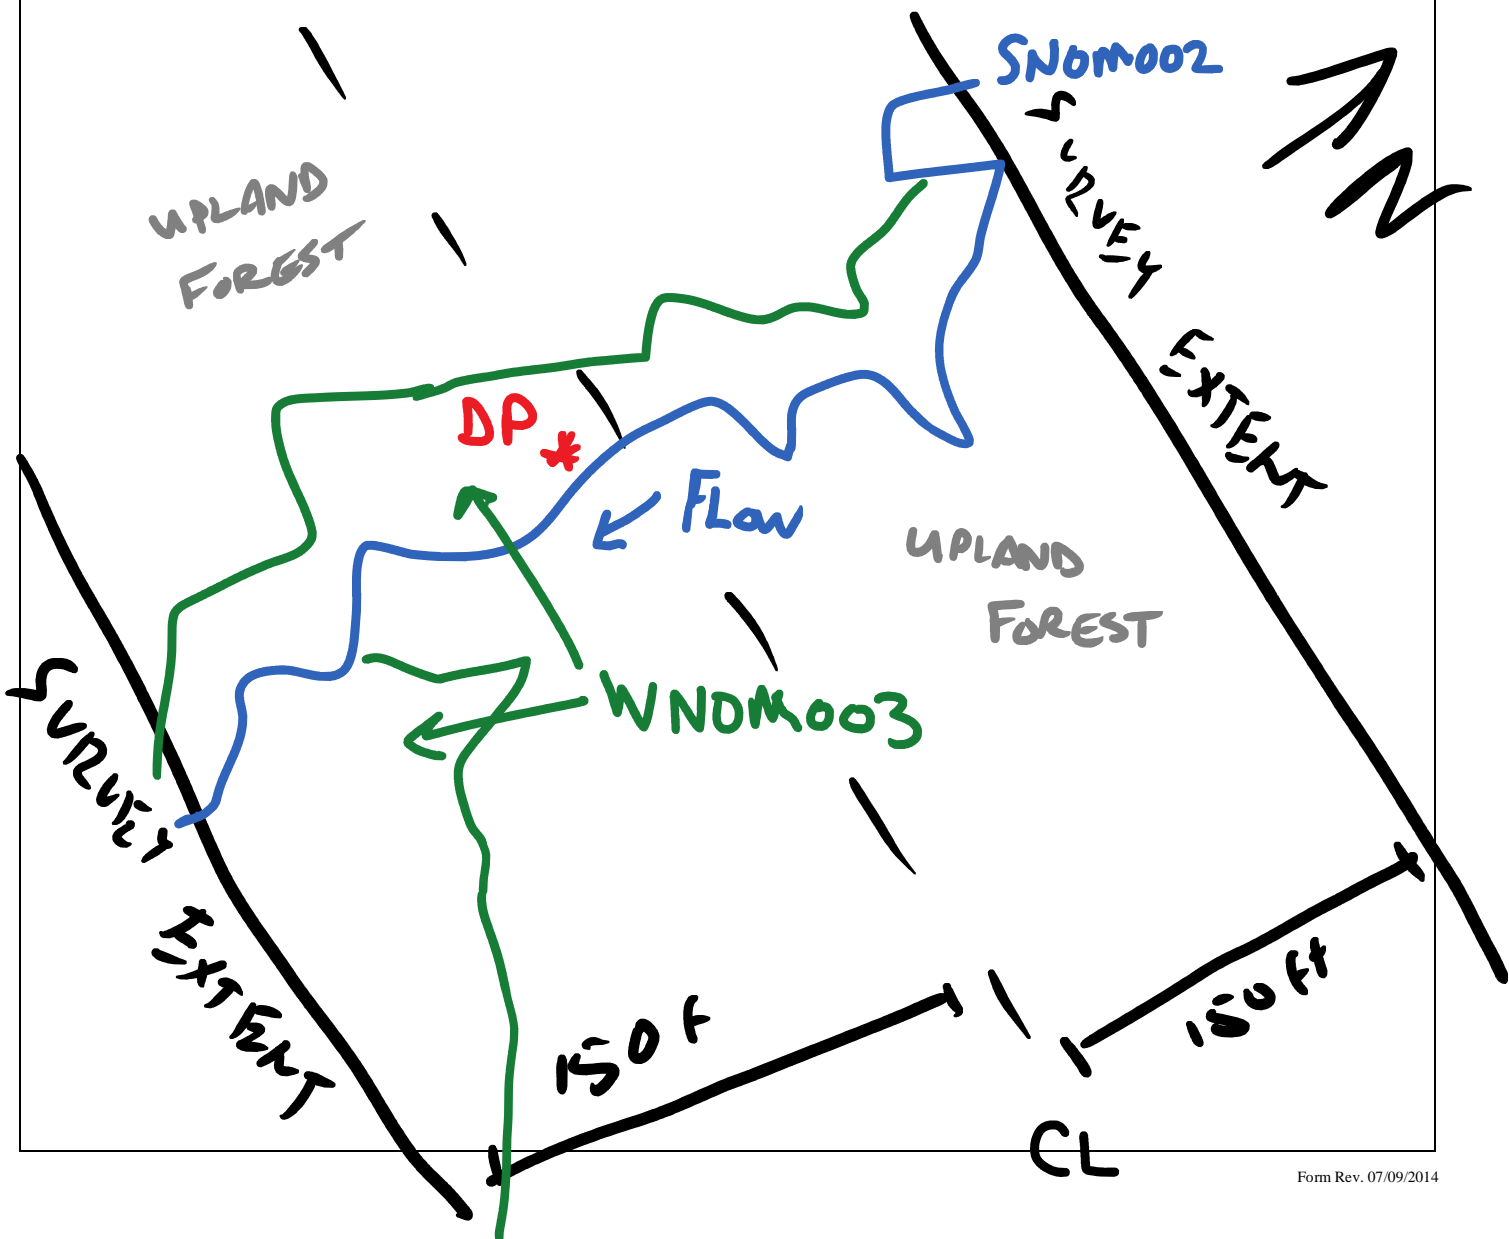 SNOM002
SURVEY
EXTENT
N
UPLAND
FOREST
DP *
FLOW
UPLAND
FOREST
WNOM003
SURVEY
EXTENT
150 F
150 Ft
CL
Form Rev. 07/09/2014